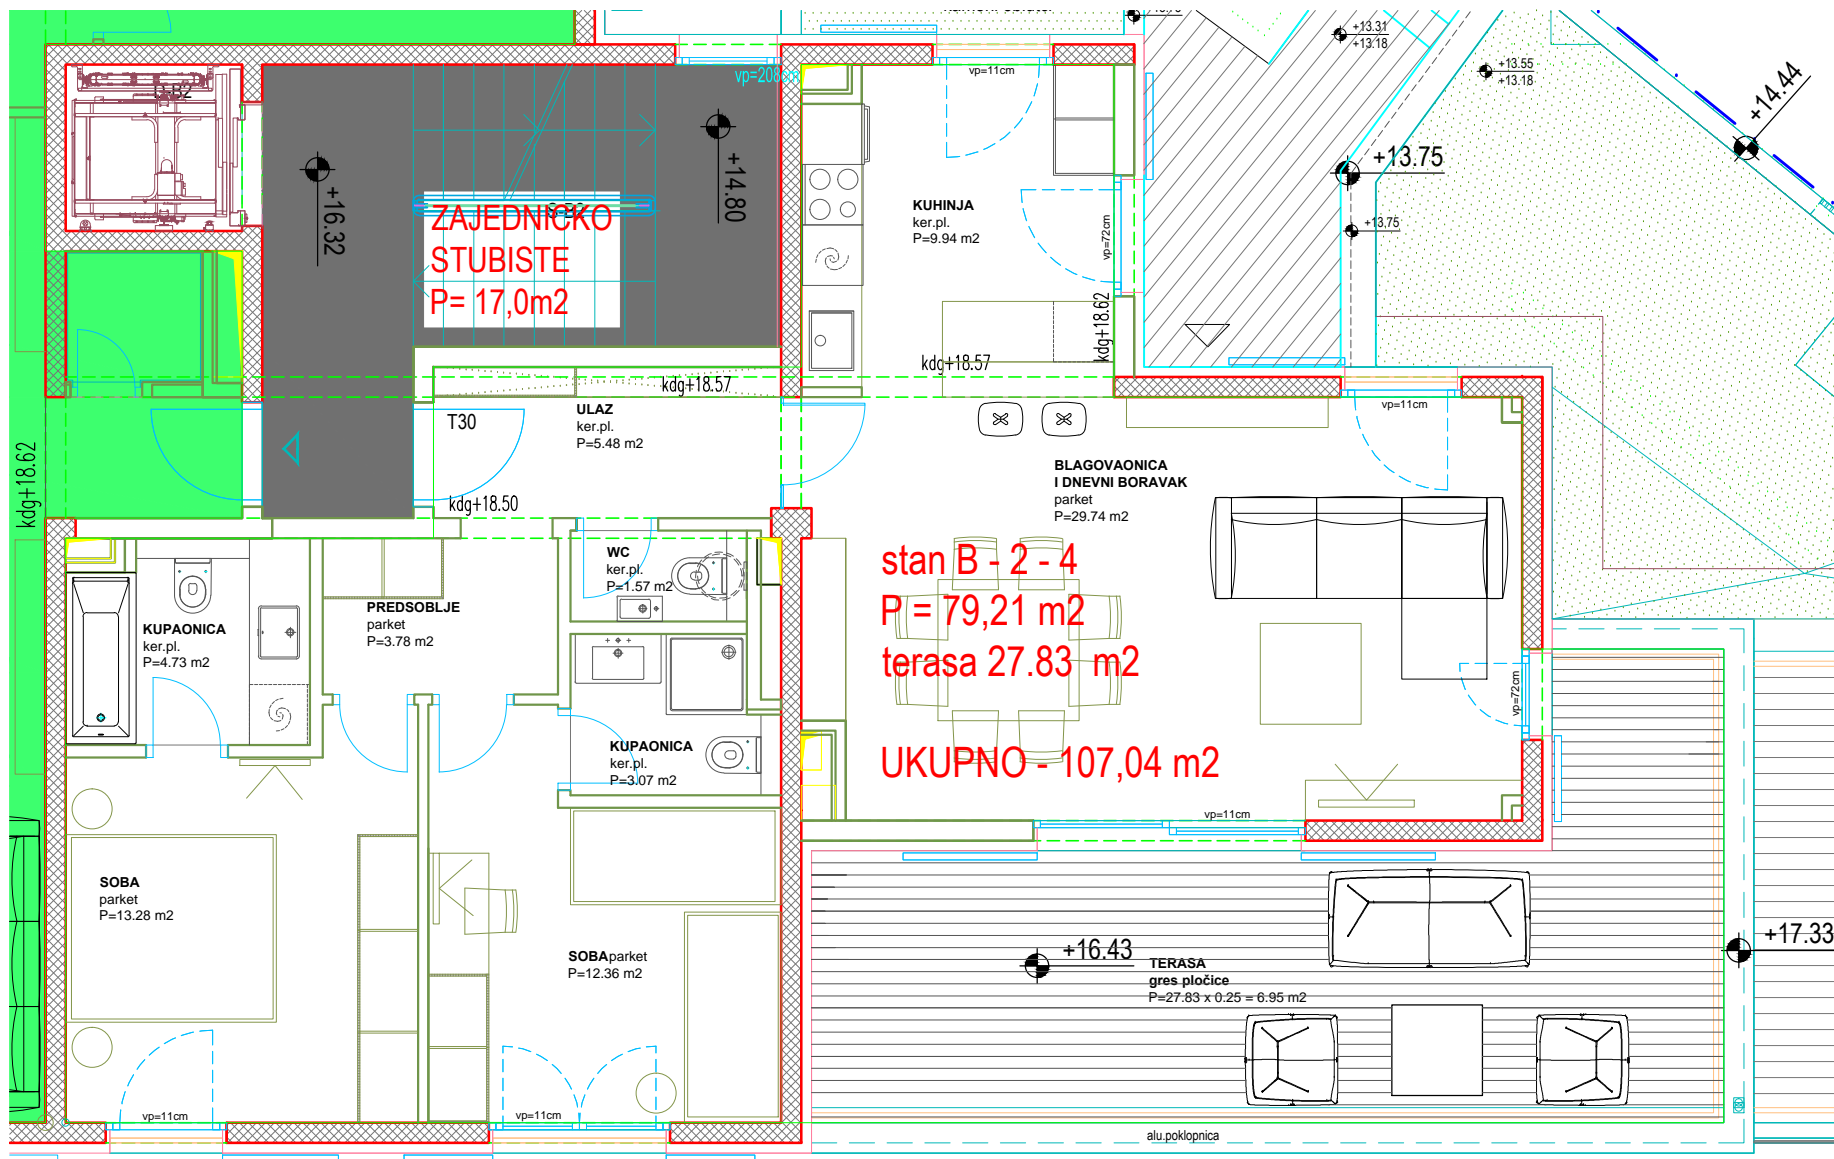 +13.31
+13.18
+13.55
+13.18
+14.44
vp=208
vp=11cm
+13.75
+13.75
+16.32
+14.80
ZAJEDNIČKO
STUBISTE
P= 17,0m2
KUHINJA
ker.pl.
P=9.94 m2
vp=72cm
kdg+18.62
kdg+18.57
kdg+18.57
vp=11cm
T30
ULAZ
ker.pl.
P=5.48 m2
kdg+18.62
kdg+18.50
BLAGOVAONICA
I DNEVNI BORAVAK
parket
P=29.74 m2
WC
ker.pl.
P=1.57 m2
PREDSOBLJE
parket
P=3.78 m2
KUPAONICA
ker.pl.
P=4.73 m2
stan B - 2 - 4
P = 79,21 m2
terasa 27.83 m2
UKUPNO - 107,04 m2
vp=72cm
KUPAONICA
ker.pl.
P=3.07 m2
vp=11cm
SOBA
parket
P=13.28 m2
SOBA parket
P=12.36 m2
+16.43
TERASA
gres pločice
P=27.83 x 0.25 = 6.95 m2
+17.33
vp=11cm
vp=11cm
alu.poklopnica